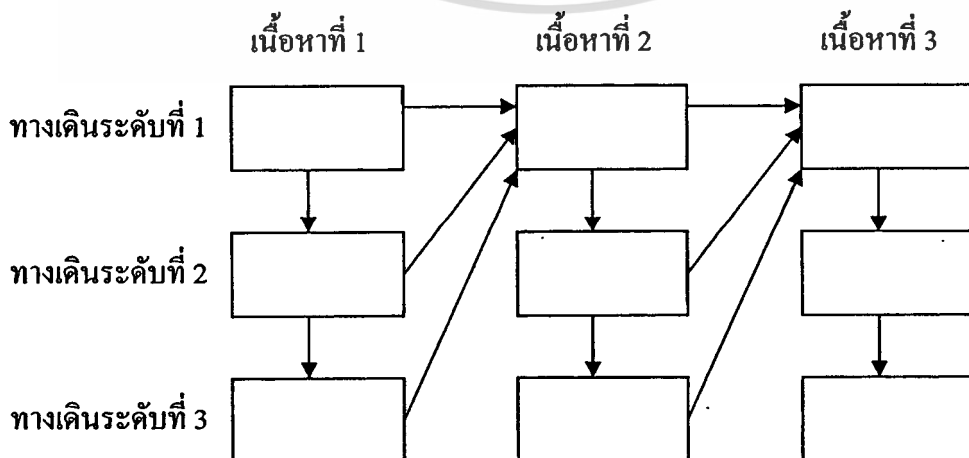 เนื้อหาที่ 1 เนื้อหาที่ 2 เนื้อหาที่ 3
ทางเดินระดับที่ 1
ทางเดินระดับที่ 2
ทางเดินระดับที่ 3